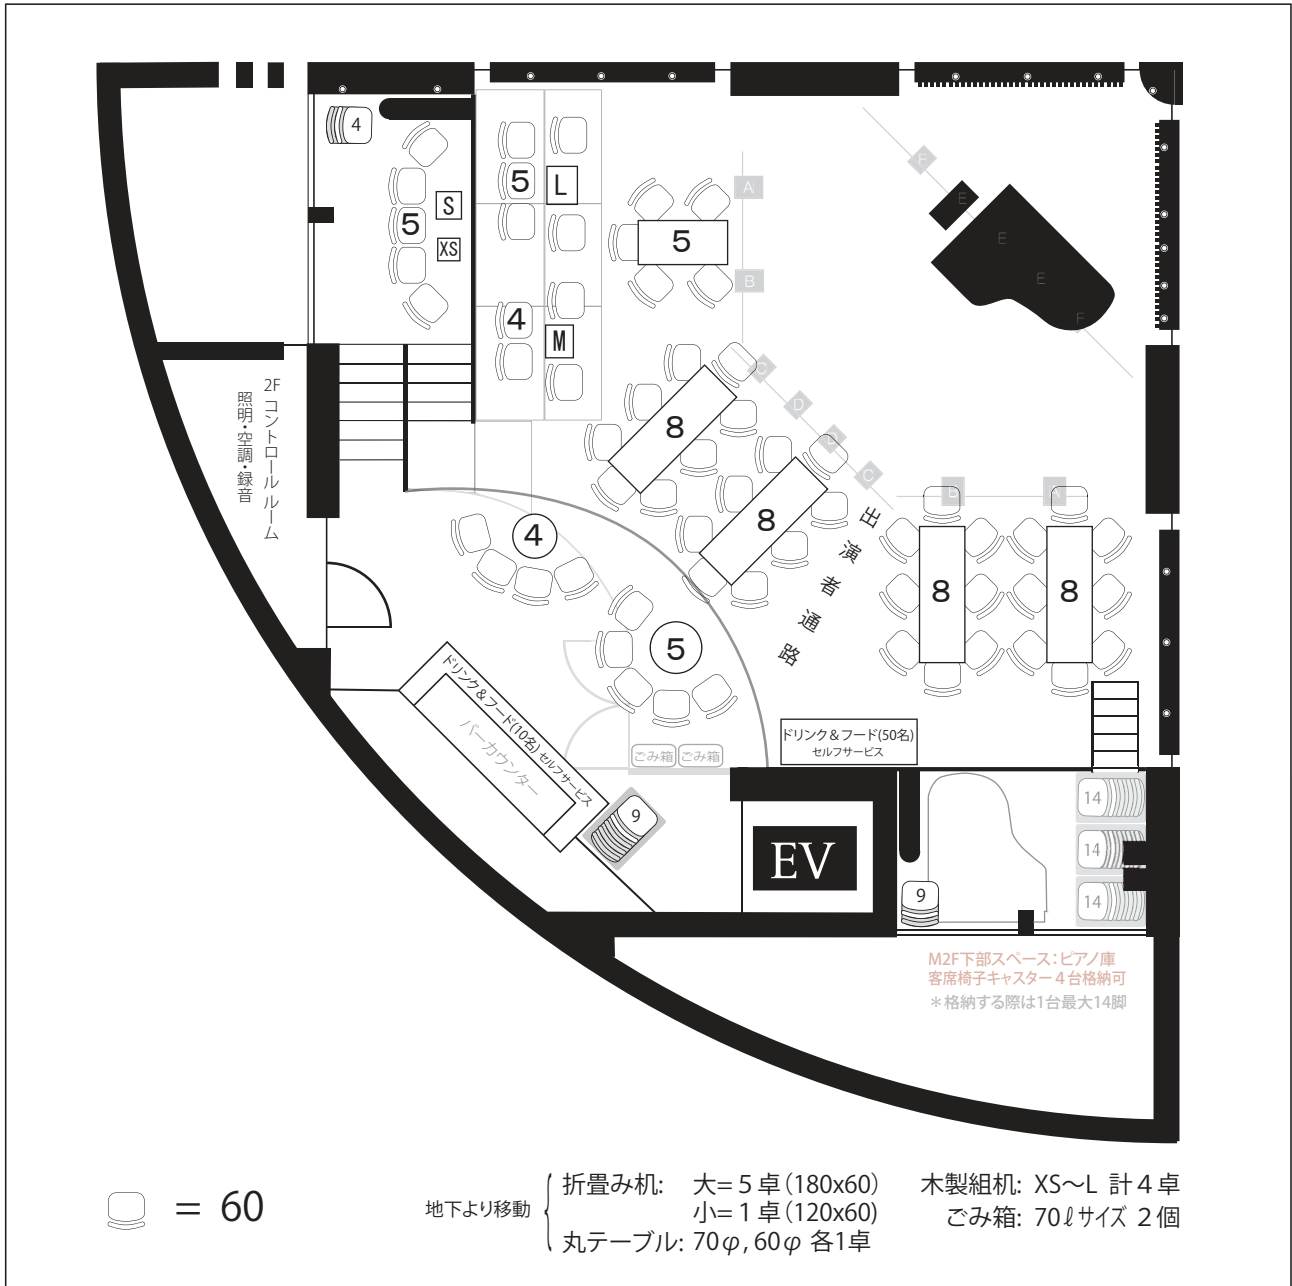 4
5
S
XS
5
L
4
M
5
A
B
F
E
E
E
F
C
D
D
C
8
8
B
A
8
8
2F コントロール ルーム
照明・空調・録音
4
5
出演者通路
ドリンク＆フード(10名) セルフサービス
バーカウンター
9
ごみ箱
ごみ箱
ドリンク＆フード(50名)
セルフサービス
EV
9
14
14
14
M2F下部スペース：ピアノ庫
客席椅子キャスター４台格納可
＊格納する際は1台最大14脚
= 60
地下より移動
折畳み机: 大= 5 卓（180x60）
小= 1 卓（120x60）
丸テーブル: 70φ, 60φ 各1卓
木製組机: XS〜L 計４卓
ごみ箱: 70ℓサイズ ２個